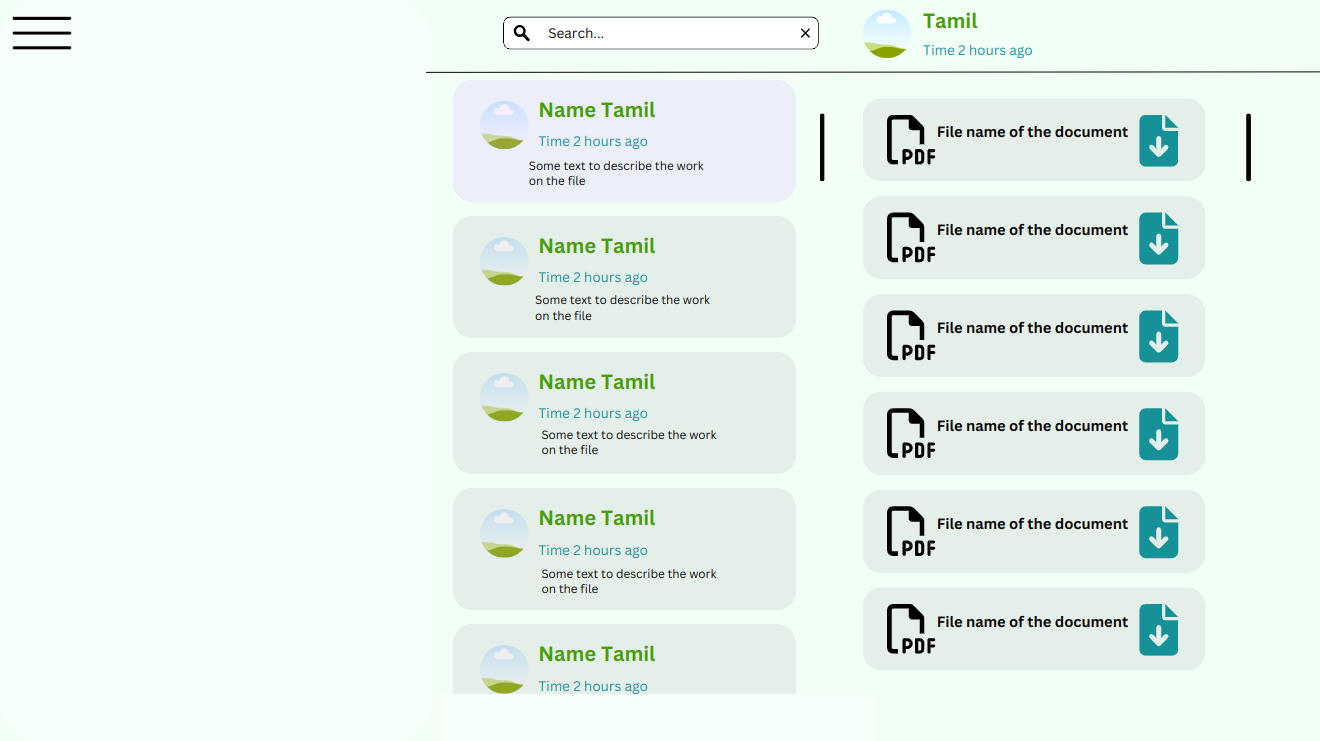 Search...
Tamil
Time 2 hours ago
Name Tamil
Time 2 hours ago
Some text to describe the work
on the file
Name Tamil
Time 2 hours ago
Some text to describe the work
on the file
Name Tamil
Time 2 hours ago
Some text to describe the work
on the file
Name Tamil
Time 2 hours ago
Some text to describe the work
on the file
Name Tamil
Time 2 hours ago
File name of the document
PDF
File name of the document
PDF
File name of the document
PDF
File name of the document
PDF
File name of the document
PDF
File name of the document
PDF